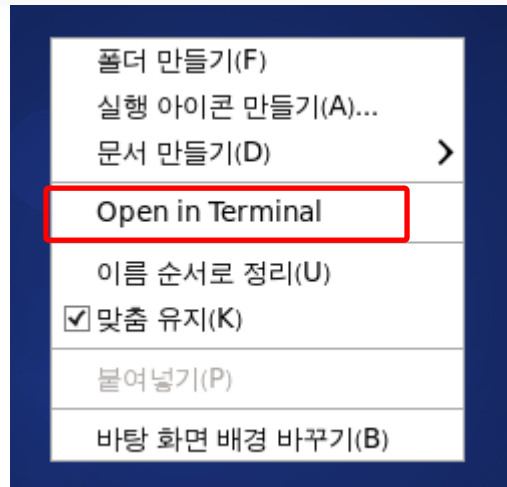 폴더 만들기(F)
실행 아이콘 만들기(A)...
문서 만들기(D)
Open in Terminal
이름 순서로 정리(U)
맞춤 유지(K)
붙여넣기(P)
바탕 화면 배경 바꾸기(B)